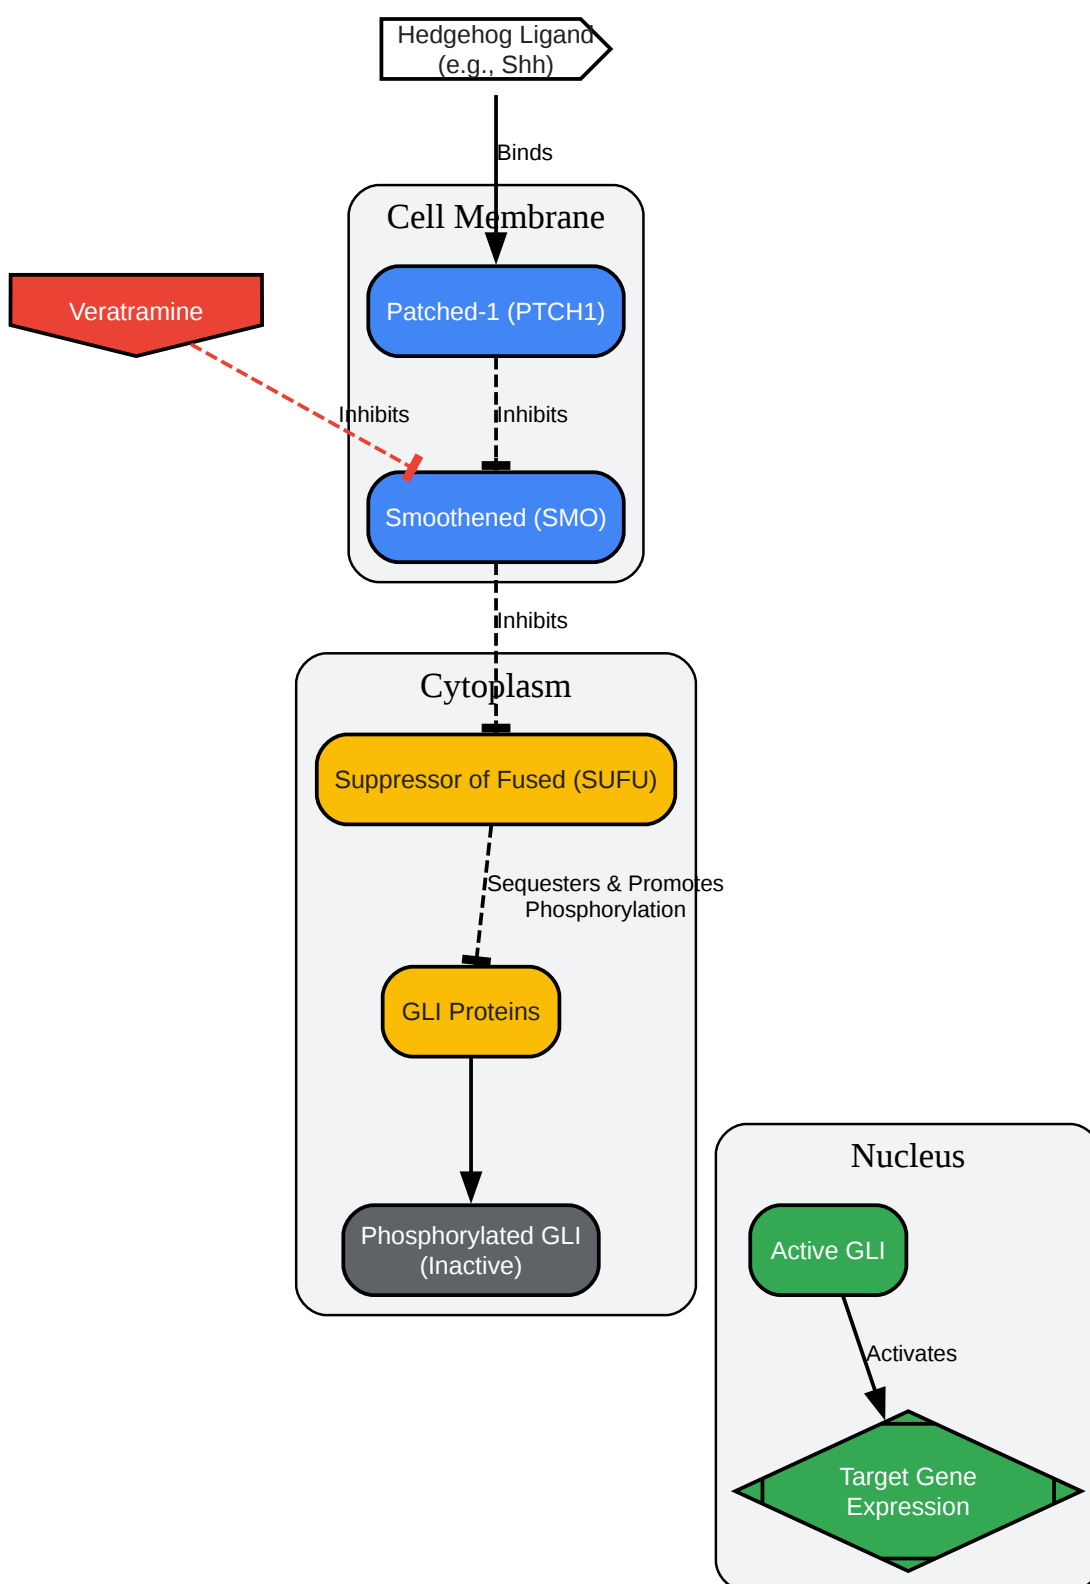 Hedgehog Ligand
(e.g., Shh)
Binds
Cell Membrane
Patched-1 (PTCH1)
Veratramine
Inhibits
Inhibits
Smoothened (SMO)
Inhibits
Cytoplasm
Suppressor of Fused (SUFU)
Sequesters & Promotes
Phosphorylation
GLI Proteins
Nucleus
Phosphorylated GLI
(Inactive)
Active GLI
Activates
Target Gene
Expression